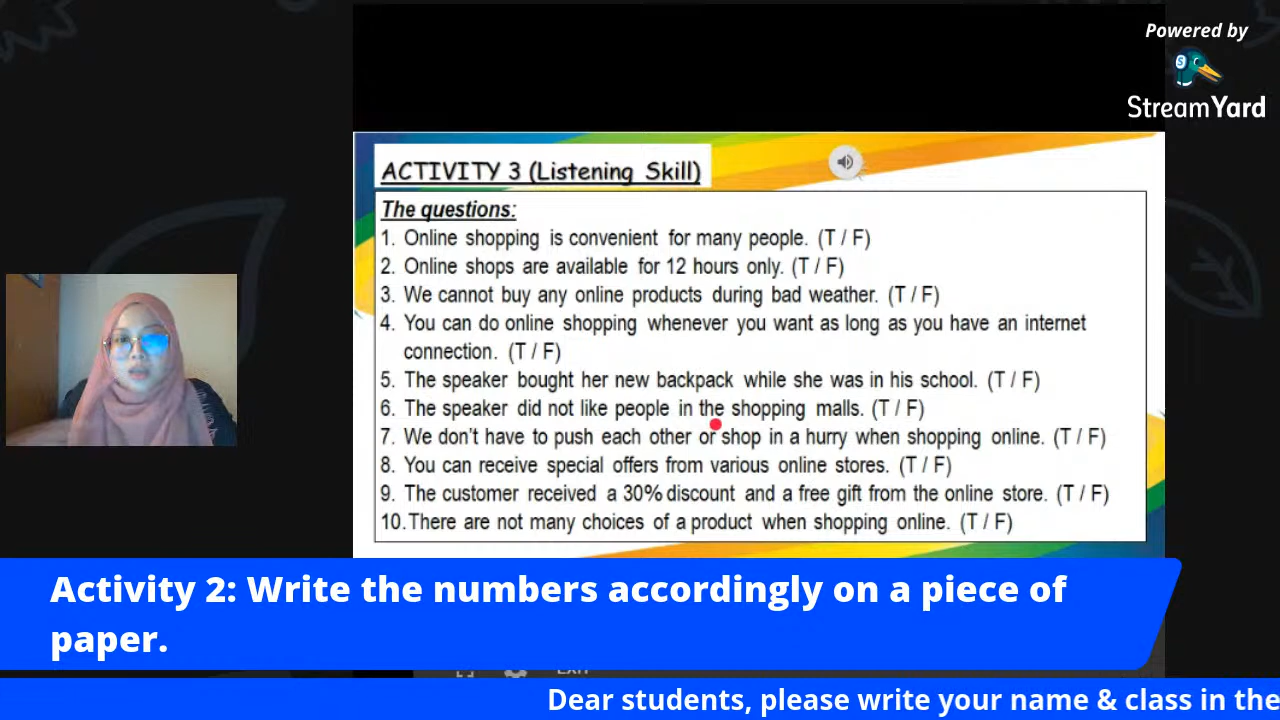 Powered by
StreamYard
ACTIVITY 3 (Listening Skill)
The questions:
1. Online shopping is convenient for many people. (T / F)
2. Online shops are available for 12 hours only. (T / F)
3. We cannot buy any online products during bad weather. (T / F)
4. You can do online shopping whenever you want as long as you have an internet
connection. (T / F)
5. The speaker bought her new backpack while she was in his school. (T / F)
6. The speaker did not like people in the shopping malls. (T / F)
7. We don't have to push each other or shop in a hurry when shopping online. (T / F)
8. You can receive special offers from various online stores. (T / F)
9. The customer received a 30% discount and a free gift from the online store. (T / F)
10.There are not many choices of a product when shopping online. (T / F)
Activity 2: Write the numbers accordingly on a piece of
paper.
Dear students, please write your name & class in the